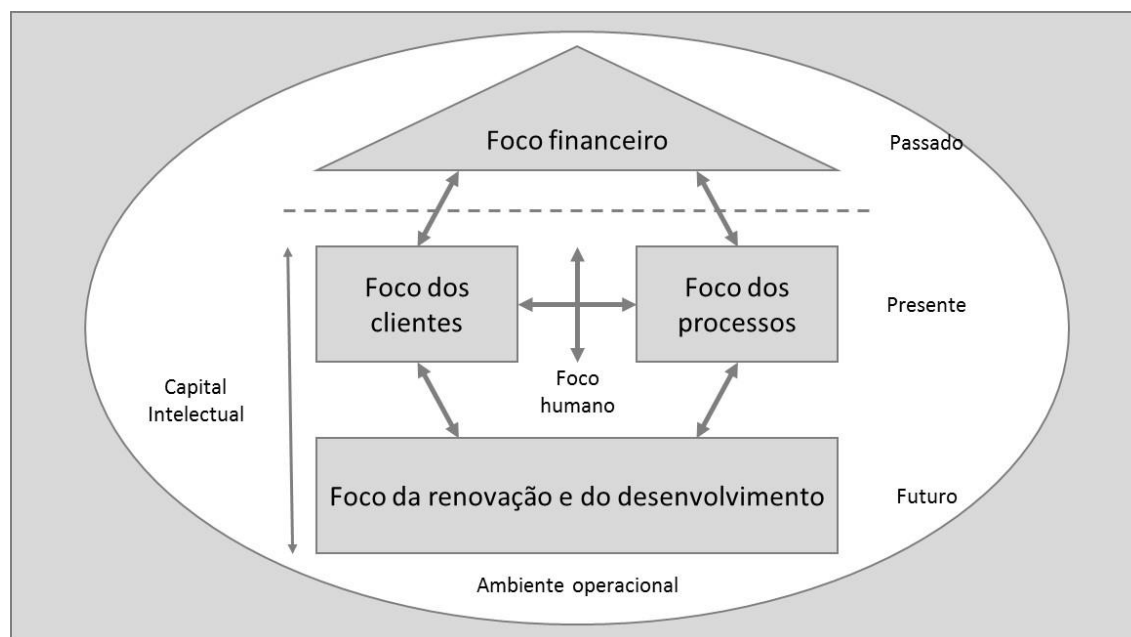 Foco financeiro
Passado
Foco dos
clientes
Foco dos
processos
Presente
Foco
humano
Capital
Intelectual
Foco da renovação e do desenvolvimento
Futuro
Ambiente operacional